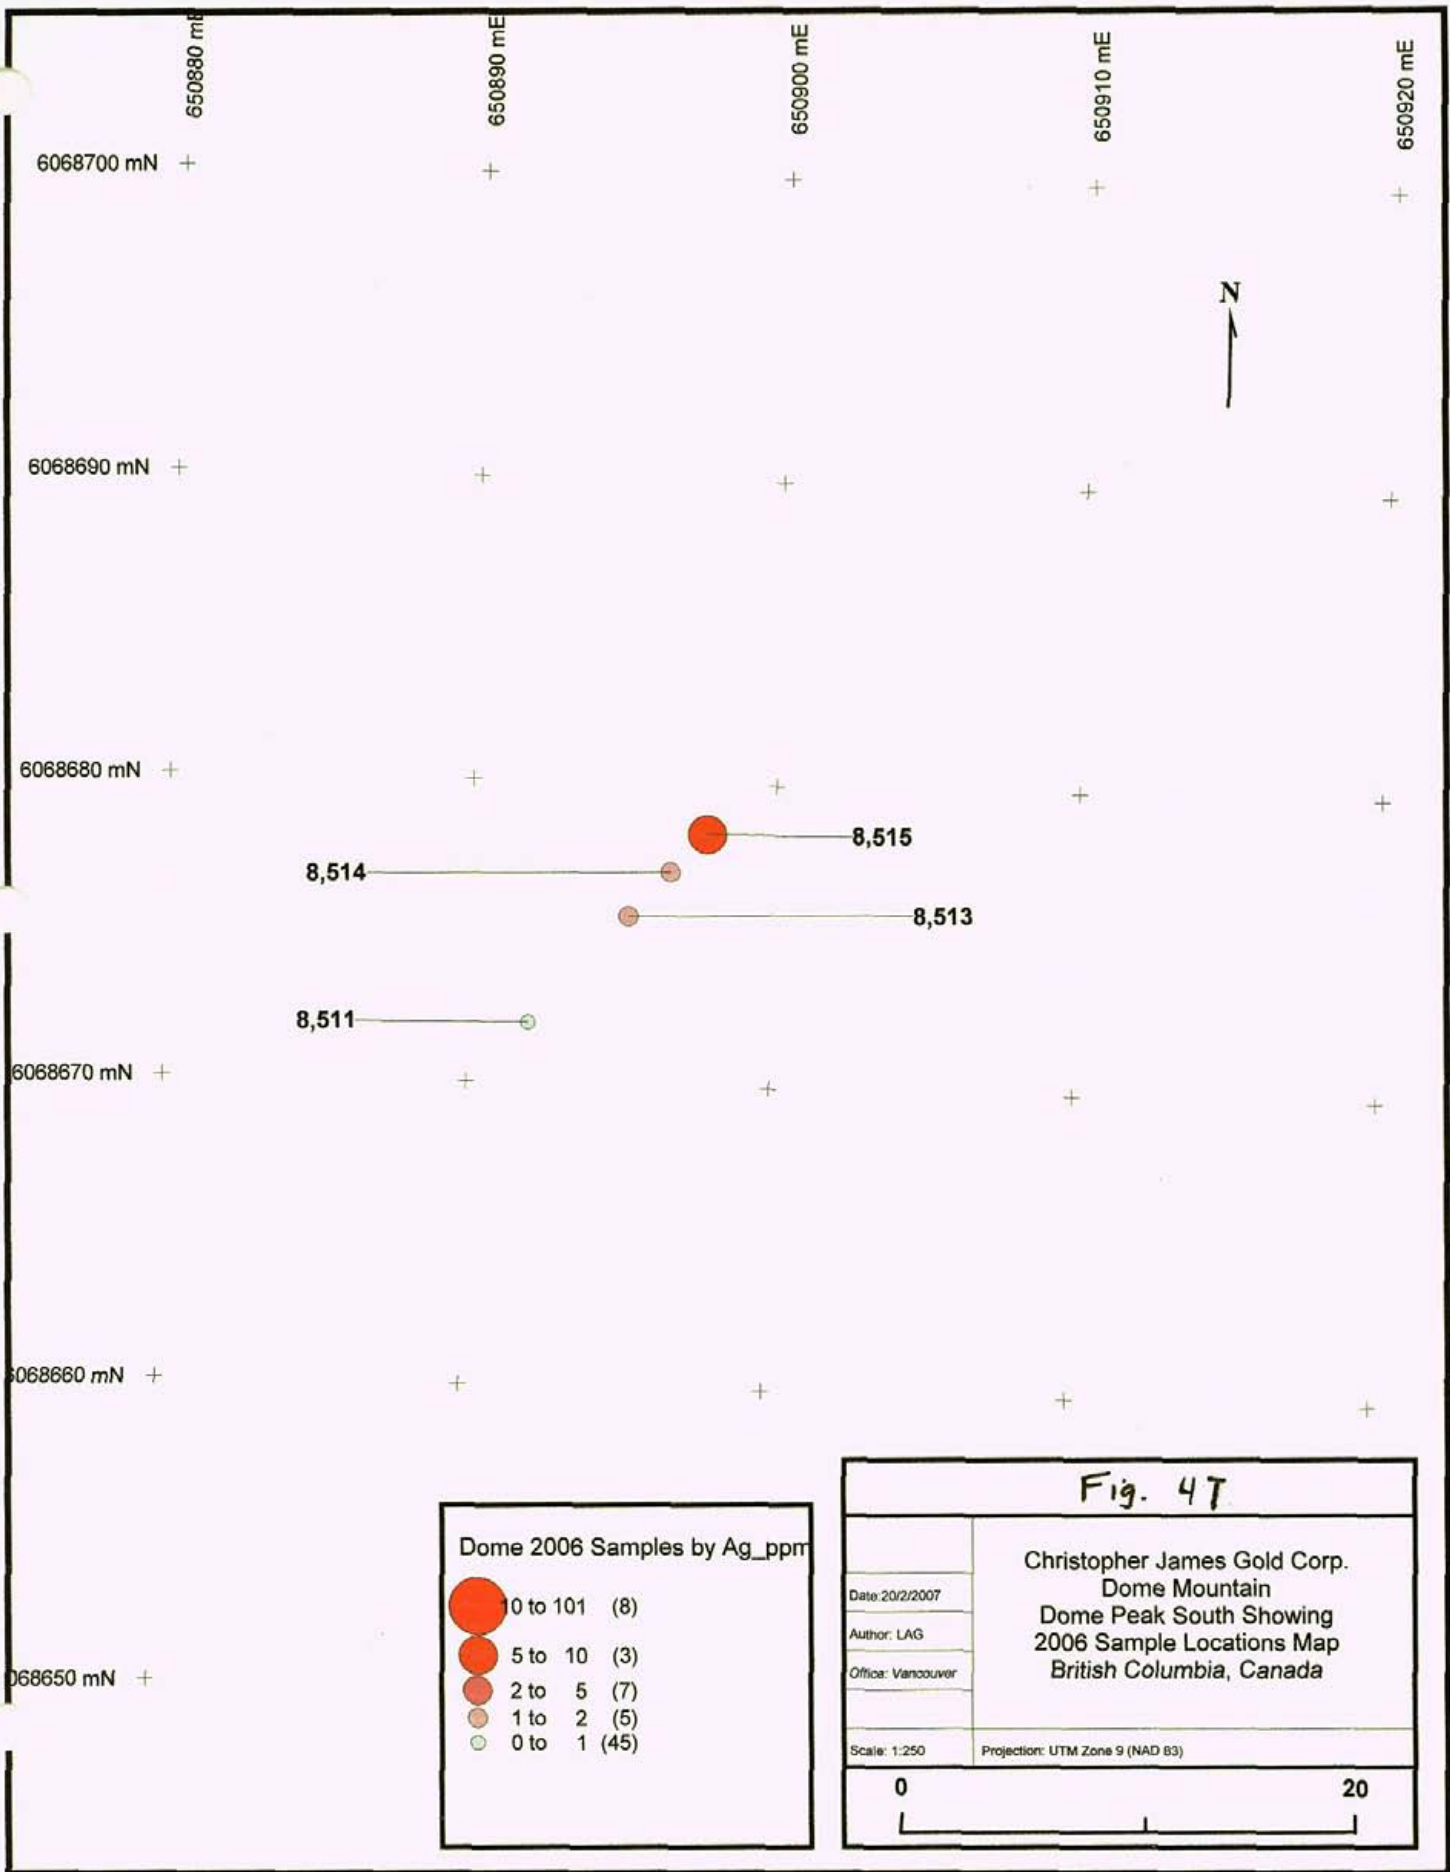 650880 mE
650890 mE
650900 mE
650910 mE
650920 mE
6068700 mN
N
6068690 mN
6068680 mN
8,515
8,514
8,513
8,511
6068670 mN
6068660 mN
068650 mN
Dome 2006 Samples by Ag_ppm
10 to 101 (8)
5 to 10 (3)
2 to 5 (7)
1 to 2 (5)
0 to 1 (45)
Fig. 4T
Christopher James Gold Corp.
Dome Mountain
Dome Peak South Showing
2006 Sample Locations Map
British Columbia, Canada
Date:20/2/2007
Author: LAG
Office: Vancouver
Scale: 1:250
Projection: UTM Zone 9 (NAD 83)
0 20